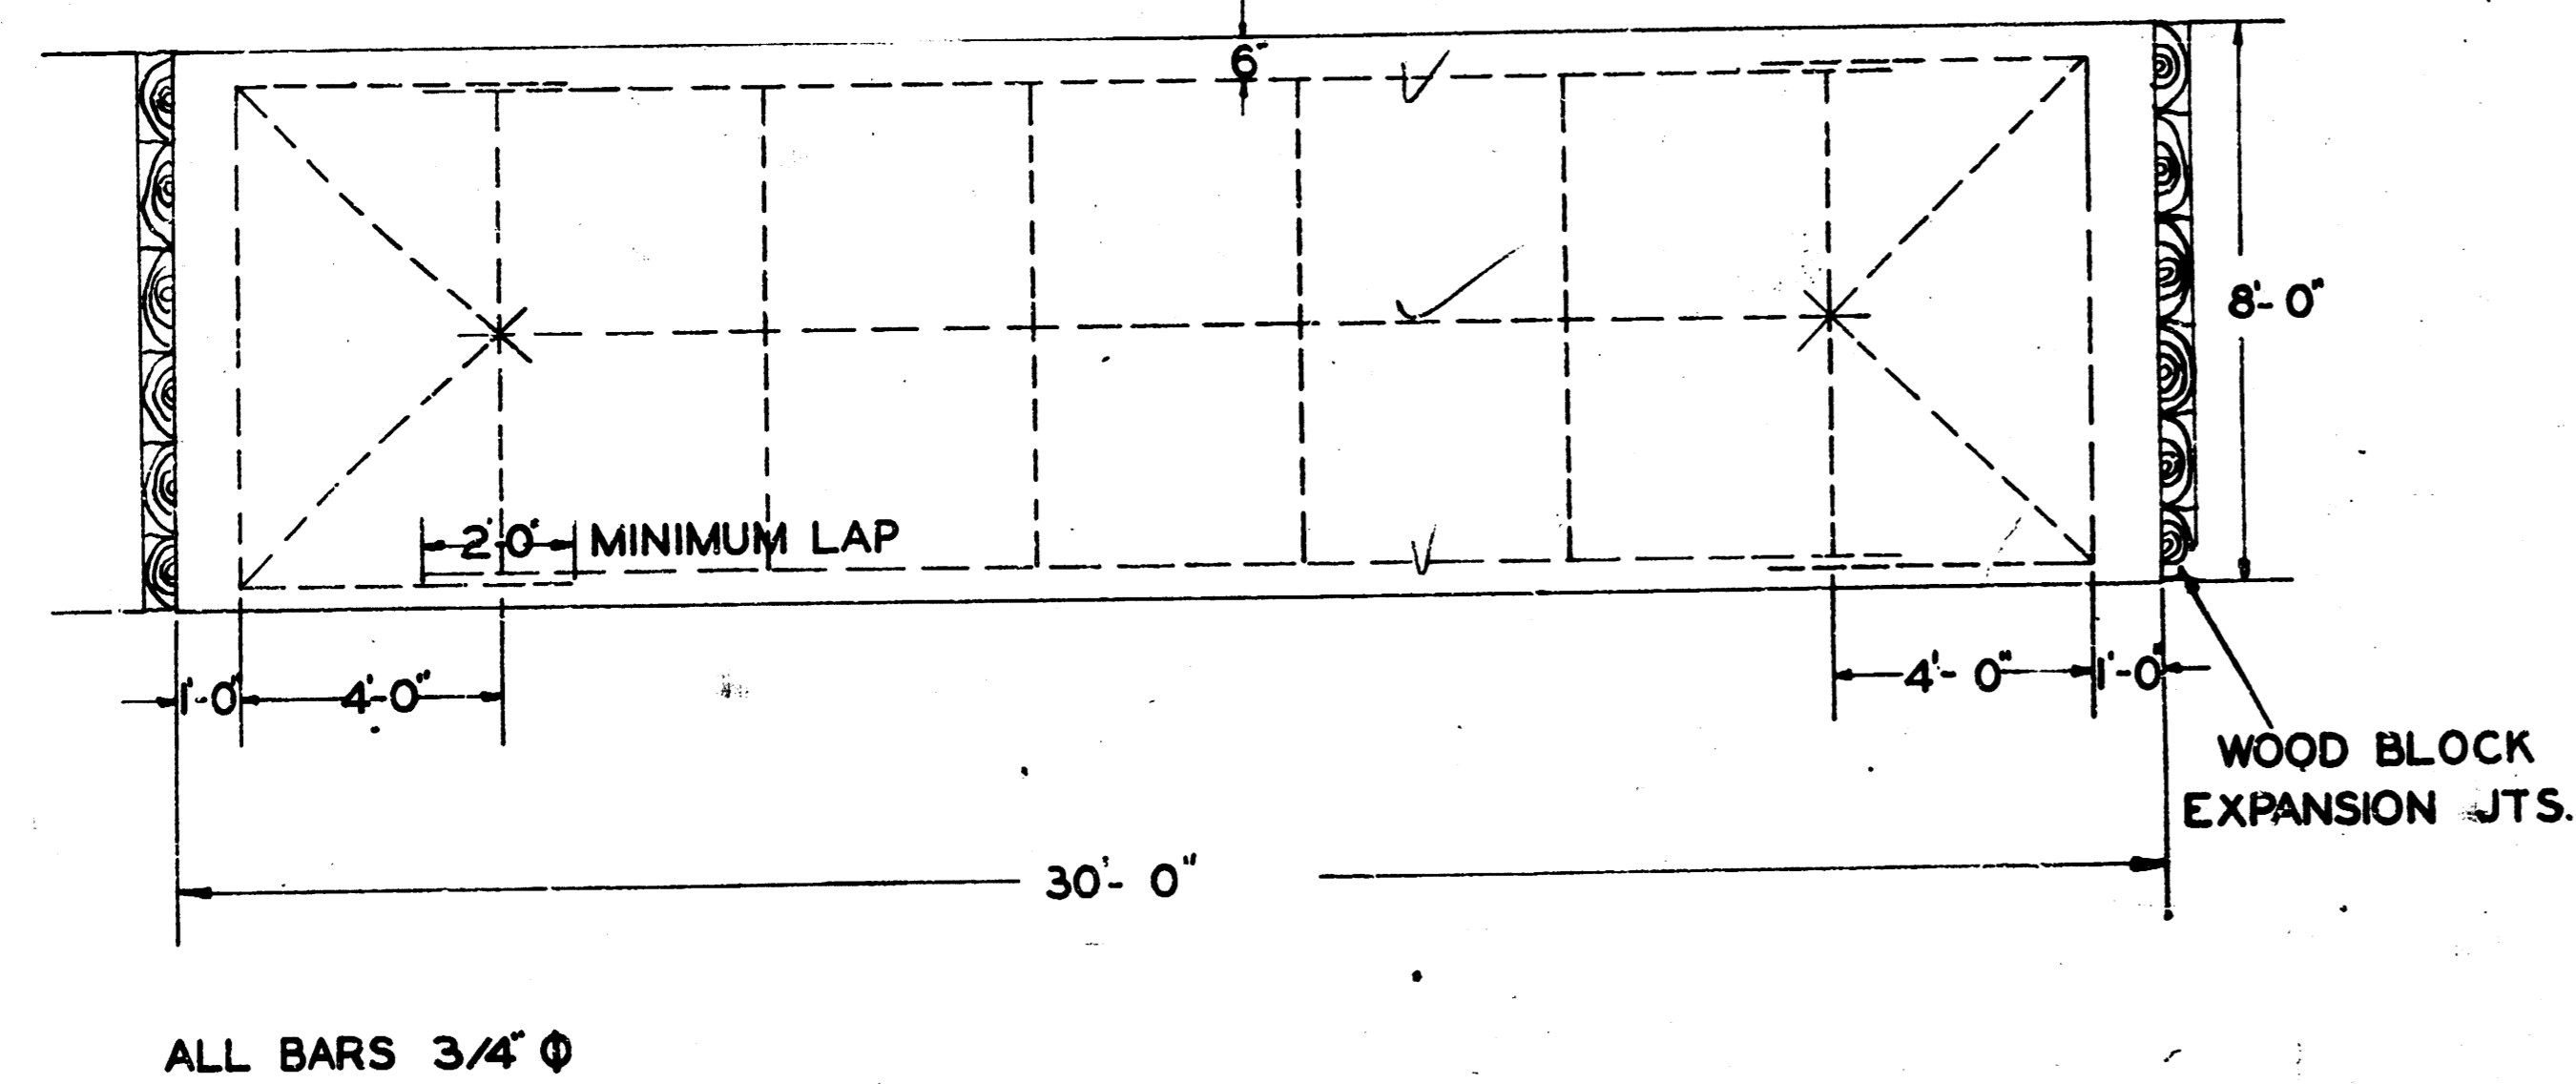 6"
8'-0"
2'-0" MINIMUM LAP
1'-0" 4'-0" 4'-0" 1'-0"
WOOD BLOCK
EXPANSION JTS.
30'-0"
ALL BARS 3/4" Φ